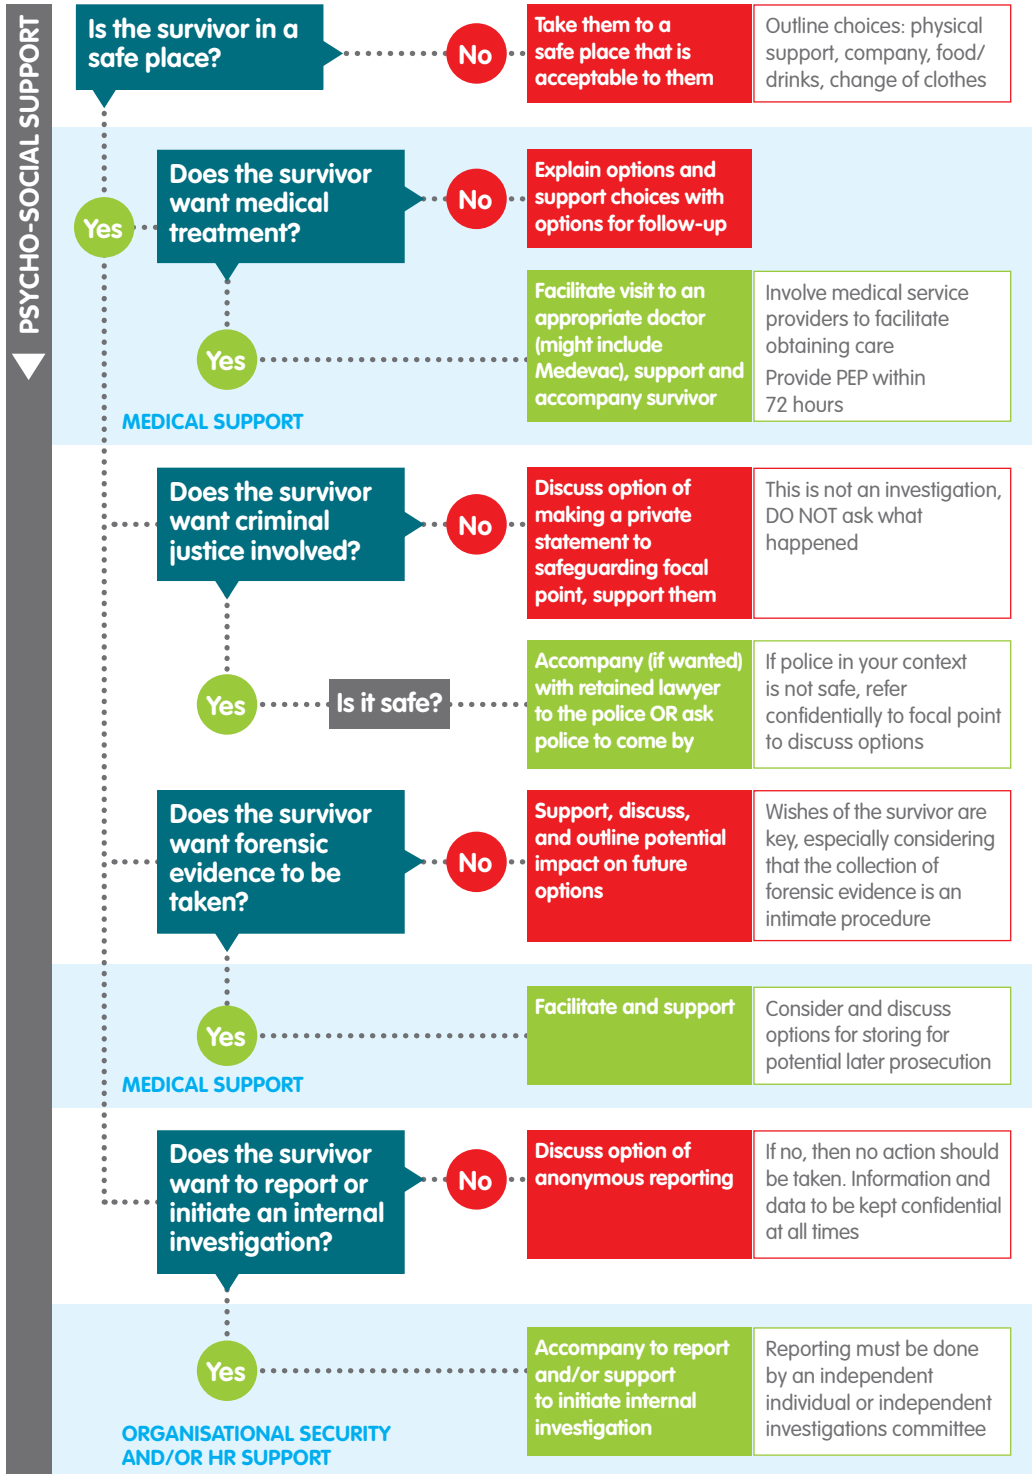 PSYCHO-SOCIAL SUPPORT
Is the survivor in a
safe place?
No
Take them to a
safe place that is
acceptable to them
Outline choices: physical
support, company, food/
drinks, change of clothes
Yes
Does the survivor
want medical
treatment?
No
Explain options and
support choices with
options for follow-up
Yes
Facilitate visit to an
appropriate doctor
(might include
Medevac), support and
accompany survivor
Involve medical service
providers to facilitate
obtaining care
Provide PEP within
72 hours
MEDICAL SUPPORT
Does the survivor
want criminal
justice involved?
No
Discuss option of
making a private
statement to
safeguarding focal
point, support them
This is not an investigation,
DO NOT ask what
happened
Yes
Is it safe?
Accompany (if wanted)
with retained lawyer
to the police OR ask
police to come by
If police in your context
is not safe, refer
confidentially to focal point
to discuss options
Does the survivor
want forensic
evidence to be
taken?
No
Support, discuss,
and outline potential
impact on future
options
Wishes of the survivor are
key, especially considering
that the collection of
forensic evidence is an
intimate procedure
Yes
Facilitate and support
Consider and discuss
options for storing for
potential later prosecution
MEDICAL SUPPORT
Does the survivor
want to report or
initiate an internal
investigation?
No
Discuss option of
anonymous reporting
If no, then no action should
be taken. Information and
data to be kept confidential
at all times
Yes
Accompany to report
and/or support
to initiate internal
investigation
Reporting must be done
by an independent
individual or independent
investigations committee
ORGANISATIONAL SECURITY
AND/OR HR SUPPORT